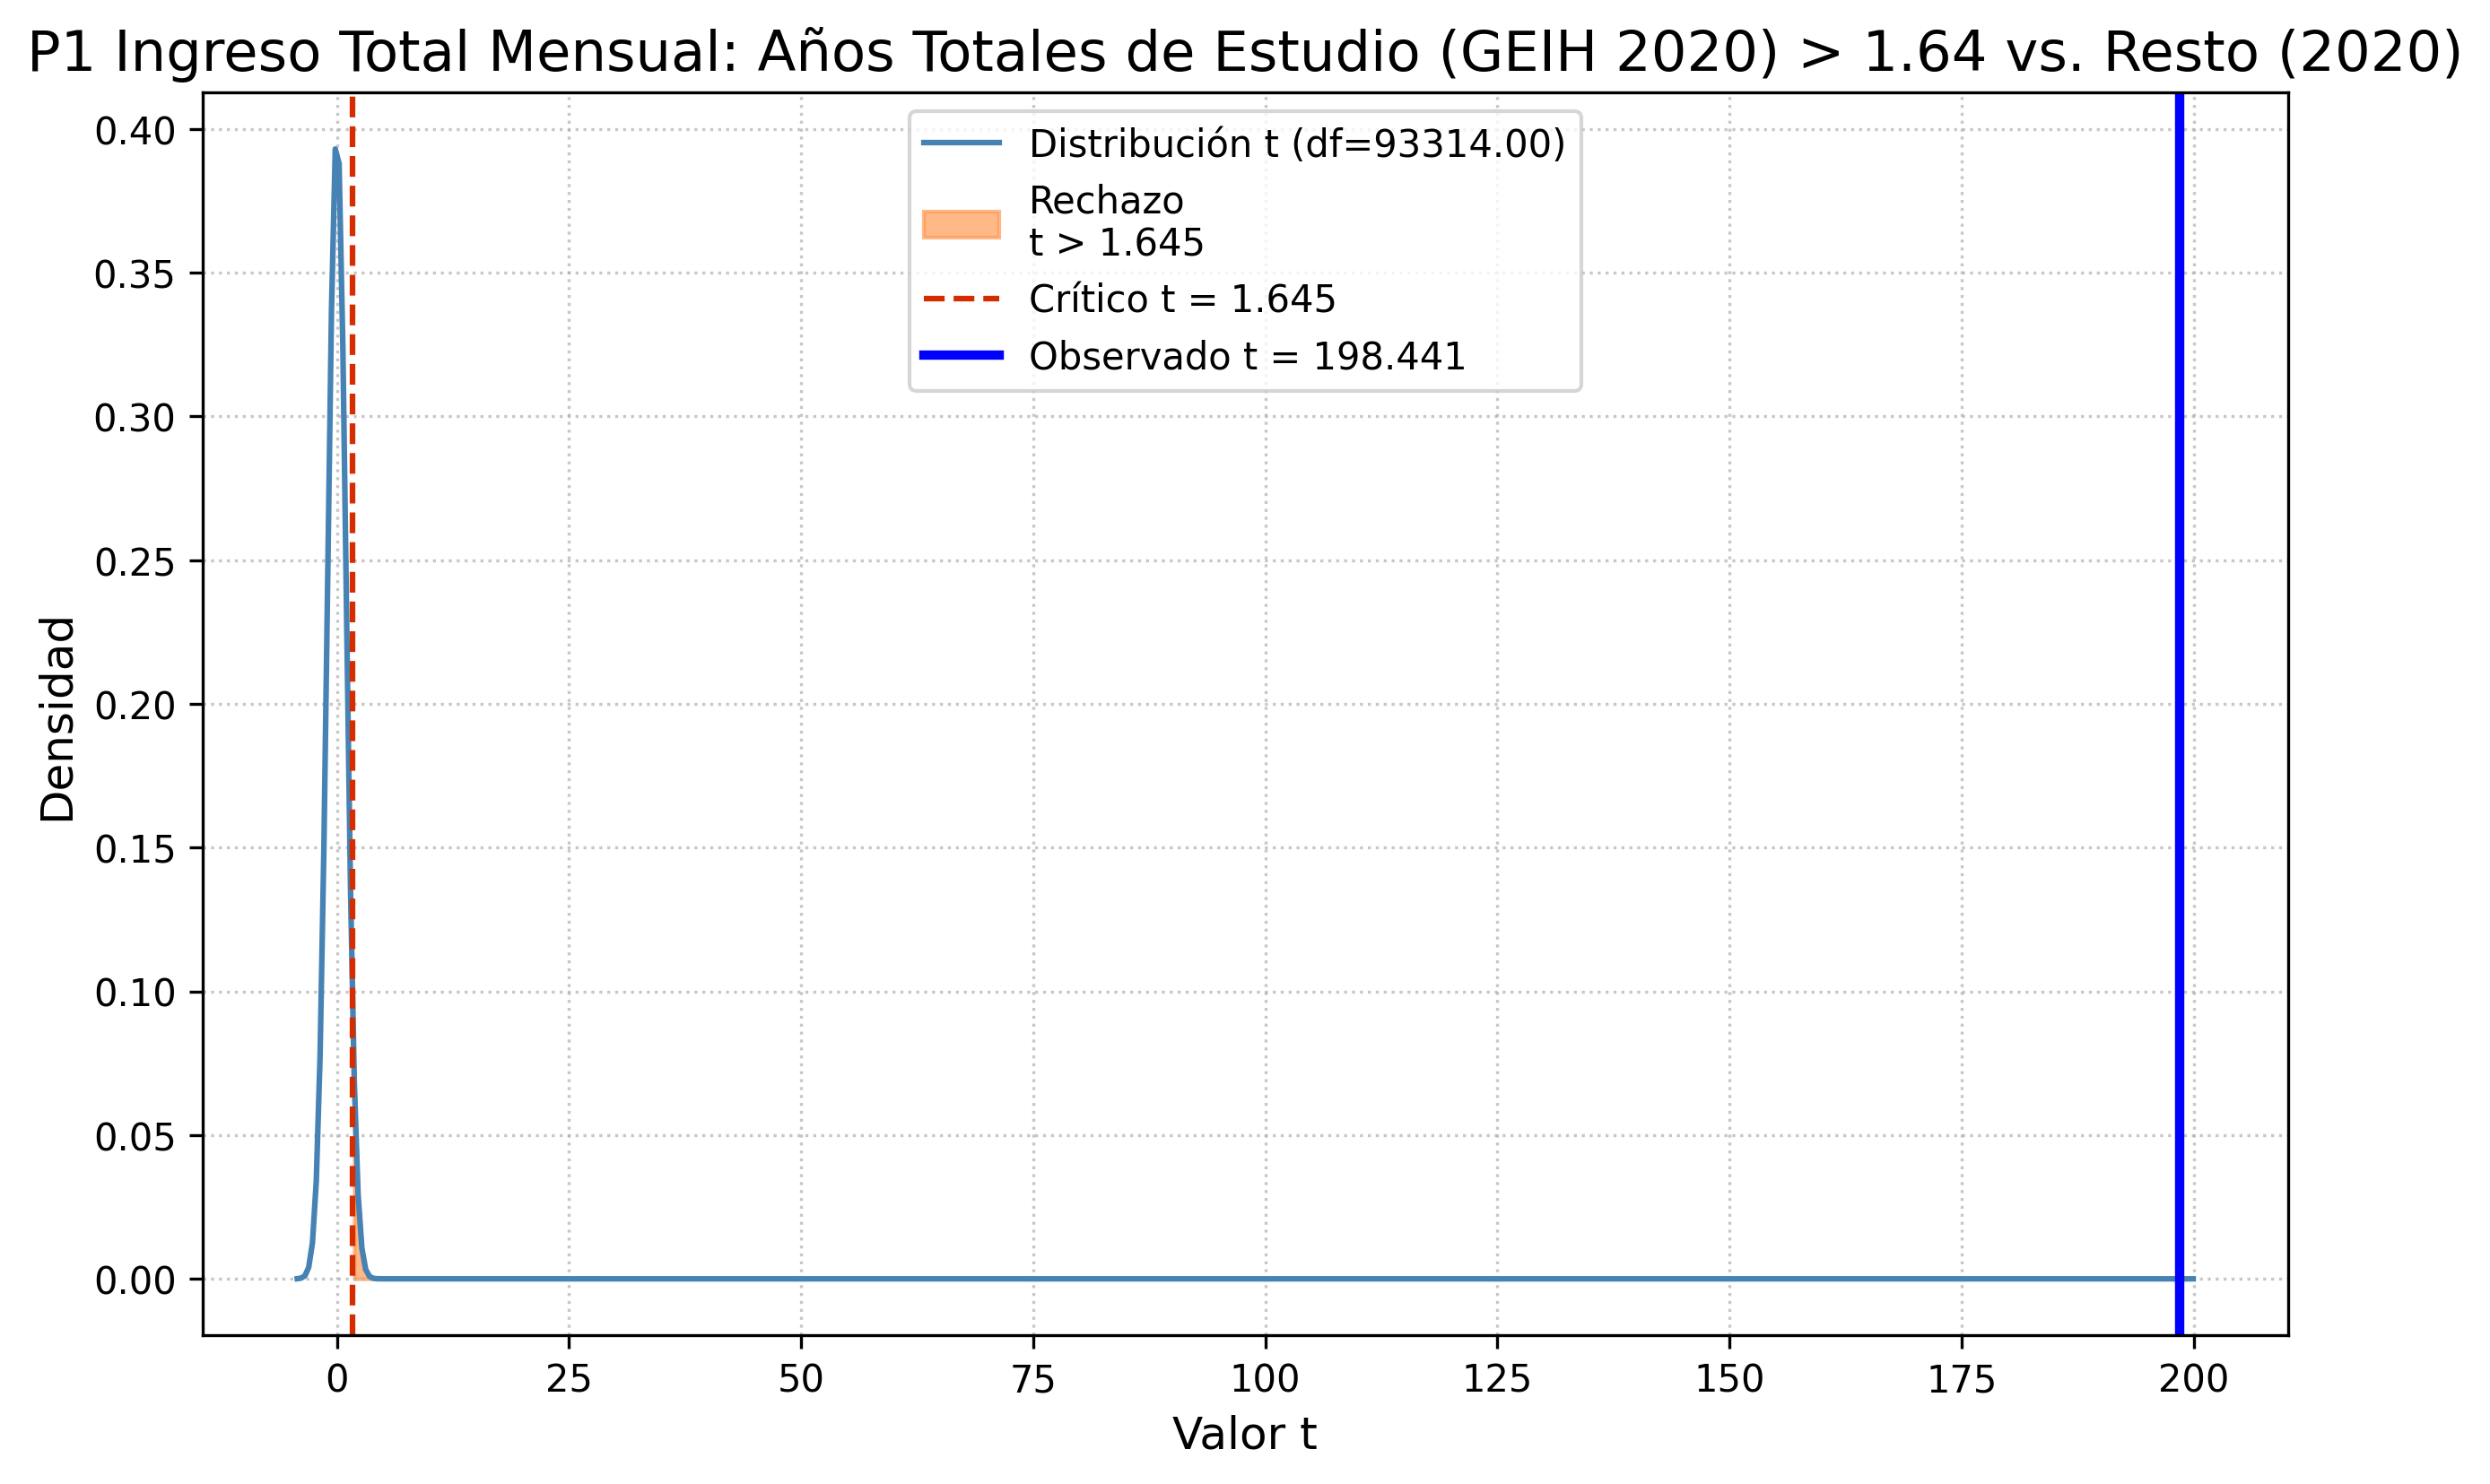 P1 Ingreso Total Mensual: Años Totales de Estudio (GEIH 2020) > 1.64 vs. Resto (2020)
Distribución t (df=93314.00)
Rechazo
t > 1.645
Crítico t = 1.645
Observado t = 198.441
Densidad
0.40
0.35
0.30
0.25
0.20
0.15
0.10
0.05
0.00
0 25 50 75 100 125 150 175 200
Valor t